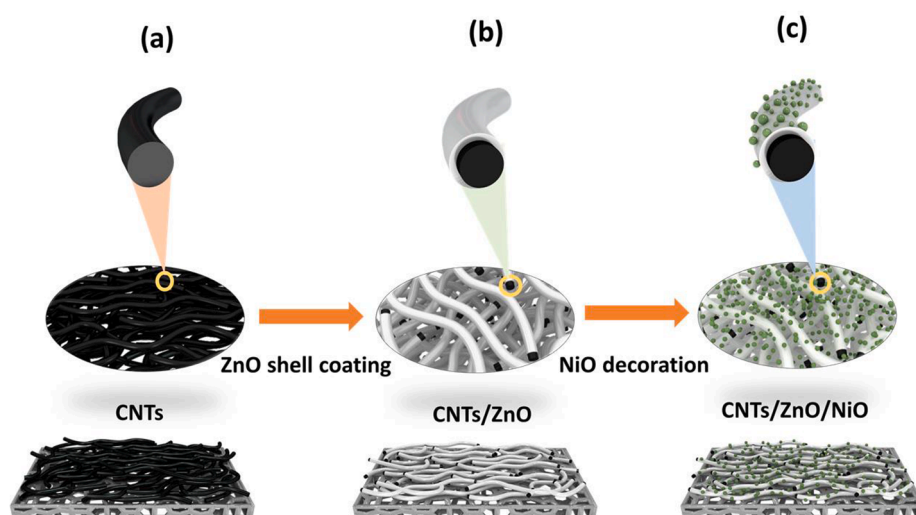 (a)
(b)
(c)
ZnO shell coating
NiO decoration
CNTs
CNTs/ZnO
CNTs/ZnO/NiO